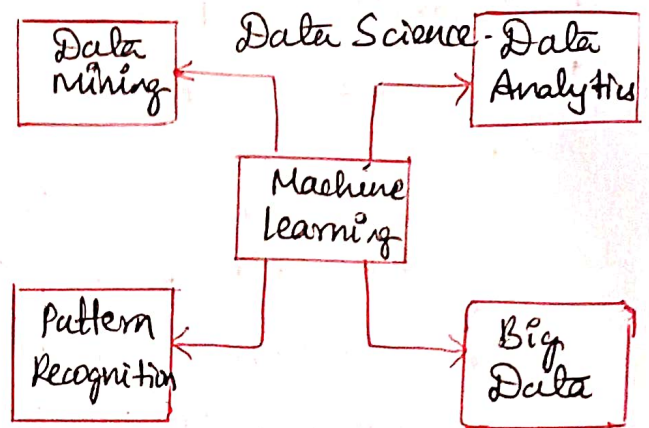 Data Science -
Data
Mining
Data
Analytics
Machine
Learning
Pattern
Recognition
Big
Data